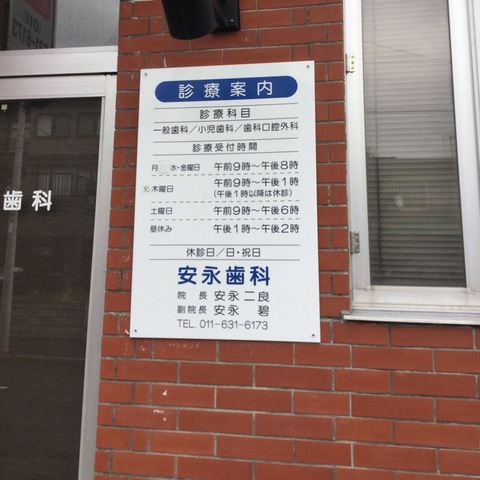 診療案内
診療科目
一般歯科／小児歯科／歯科口腔外科
診療受付時間
月 水・金曜日 午前9時〜午後8時
火・木曜日 午前9時〜午後1時
(午後1時以降は休診)
土曜日 午前9時〜午後6時
昼休み 午後1時〜午後2時
休診日／日・祝日
安永歯科
院長 安永二良
副院長 安永 碧
TEL. 011-631-6173
歯科